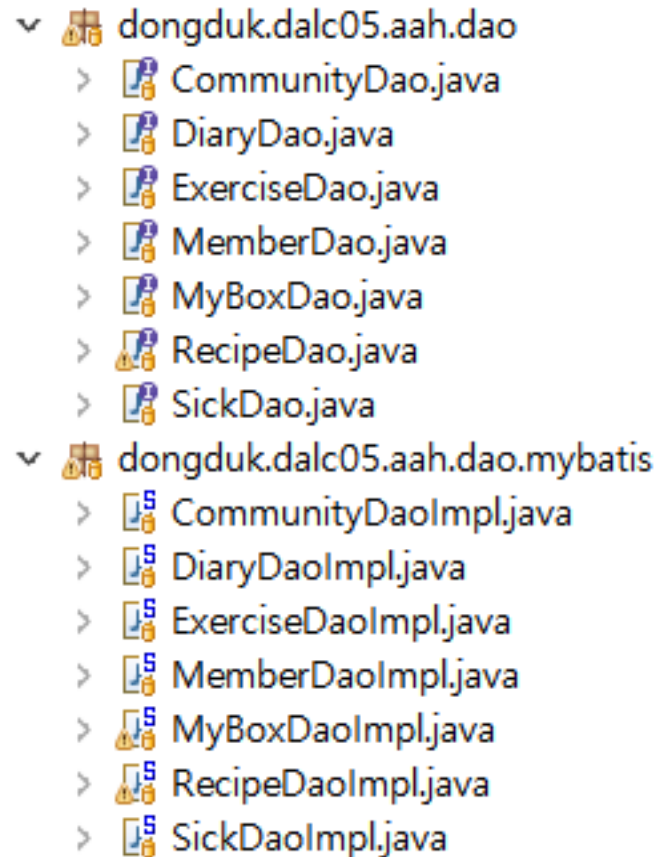 dongduk.dalc05.aah.dao
CommunityDao.java
DiaryDao.java
ExerciseDao.java
MemberDao.java
MyBoxDao.java
RecipeDao.java
SickDao.java
dongduk.dalc05.aah.dao.mybatis
CommunityDaoImpl.java
DiaryDaoImpl.java
ExerciseDaoImpl.java
MemberDaoImpl.java
MyBoxDaoImpl.java
RecipeDaoImpl.java
SickDaoImpl.java